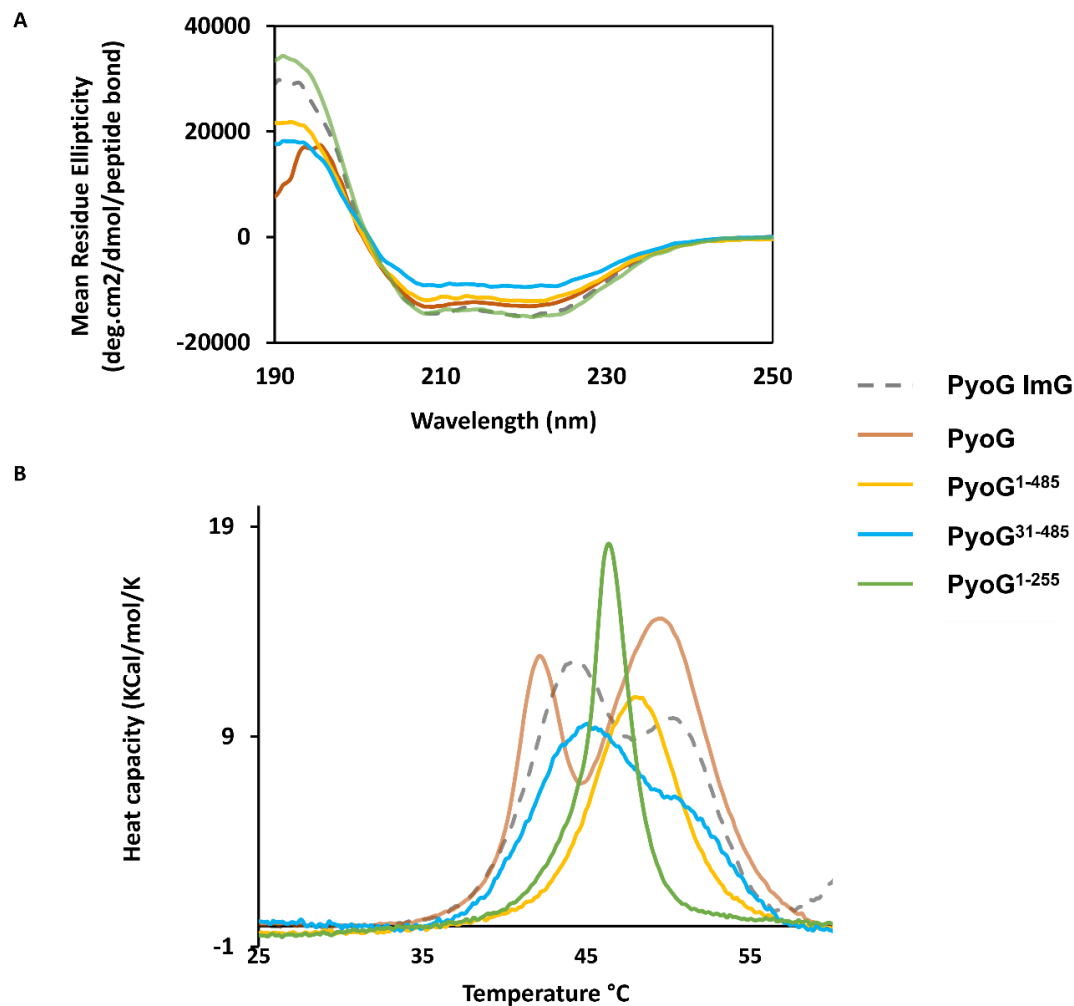 A
Mean Residue Ellipticity
(deg.cm2/dmol/peptide bond)
40000
20000
0
-20000
190
210
230
250
Wavelength (nm)
PyoG ImG
PyoG
PyoG¹⁻⁴⁸⁵
PyoG³¹⁻⁴⁸⁵
PyoG¹⁻²⁵⁵
B
Heat capacity (KCal/mol/K
19
9
-1
25
35
45
55
Temperature °C